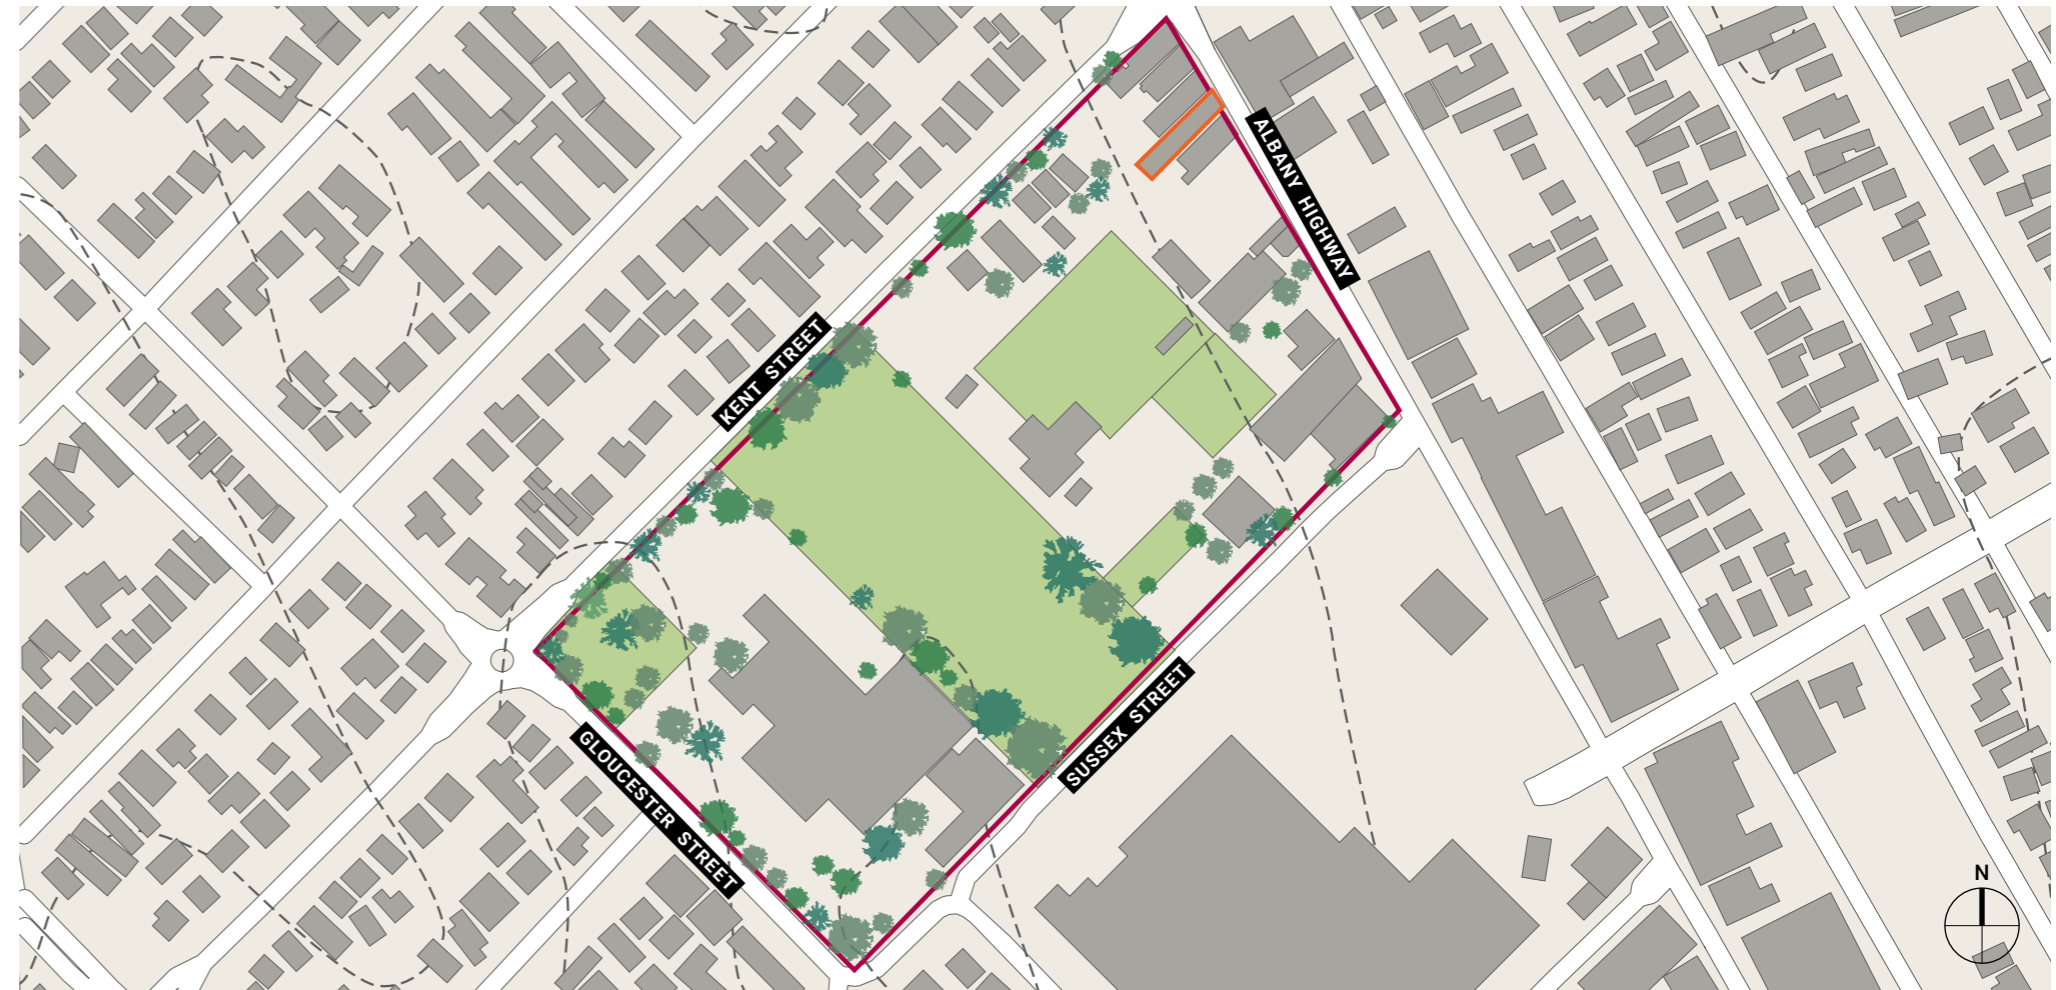 ALBANY HIGHWAY
KENT STREET
SUSSEX STREET
GLOUCESTER STREET
N